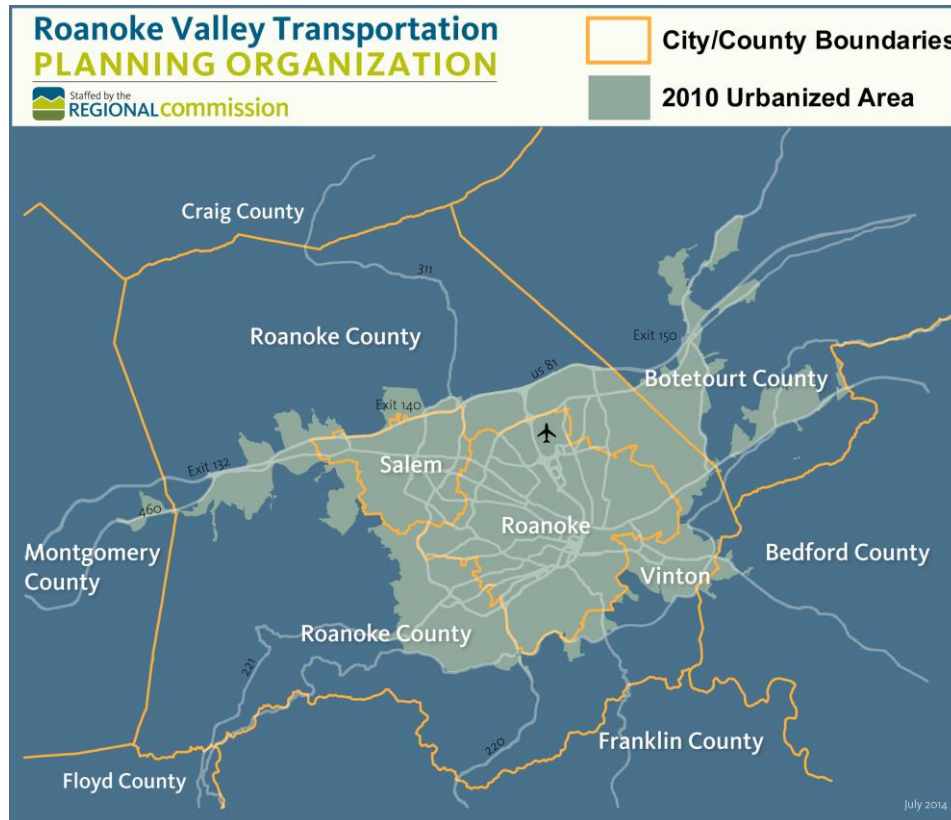 Roanoke Valley Transportation
PLANNING ORGANIZATION
Staffed by the
REGIONAL commission
City/County Boundaries
2010 Urbanized Area
Craig County
311
Roanoke County
Exit 150
US 81
Botetourt County
Exit 140
Salem
Exit 132
460
Roanoke
Montgomery
County
Bedford County
Vinton
Roanoke County
221
220
Franklin County
Floyd County
July 2014